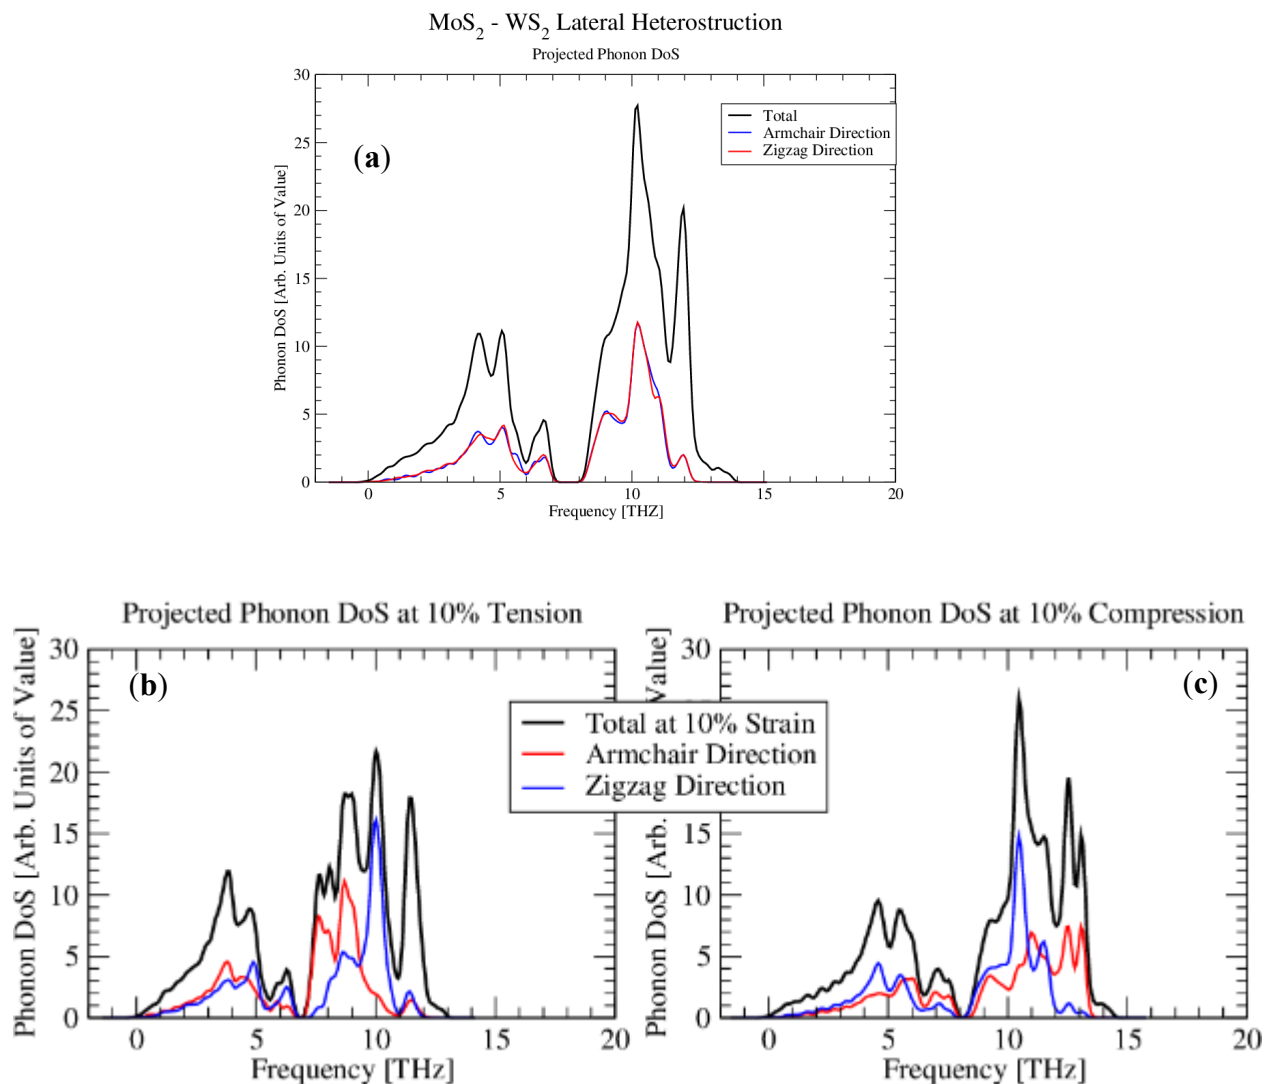 MoS2 - WS2 Lateral Heterostruction
Projected Phonon DoS
30
25
20
15
10
5
0
Phonon DoS [Arb. Units of Value]
(a)
Total
Armchair Direction
Zigzag Direction
0 5 10 15 20
Frequency [THZ]
Projected Phonon DoS at 10% Tension
30
25
20
15
10
5
0
Phonon DoS [Arb. Units of Value]
(b)
Total at 10% Strain
Armchair Direction
Zigzag Direction
0 5 10 15 20
Frequency [THz]
Projected Phonon DoS at 10% Compression
30
15
10
5
0
Phonon DoS [Arb. Value]
(c)
0 5 10 15 20
Frequency [THz]